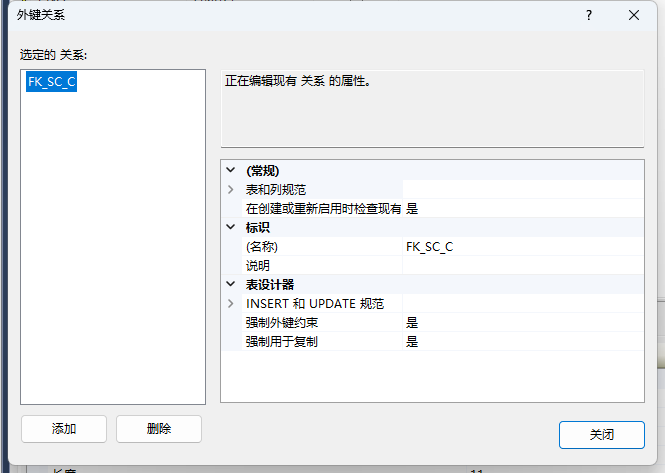 外键关系
选定的 关系:
FK_SC_C
正在编辑现有 关系 的属性。
(常规)
表和列规范
在创建或重新启用时检查现有 是
标识
(名称) FK_SC_C
说明
表设计器
INSERT 和 UPDATE 规范
强制外键约束 是
强制用于复制 是
添加 删除
关闭
11